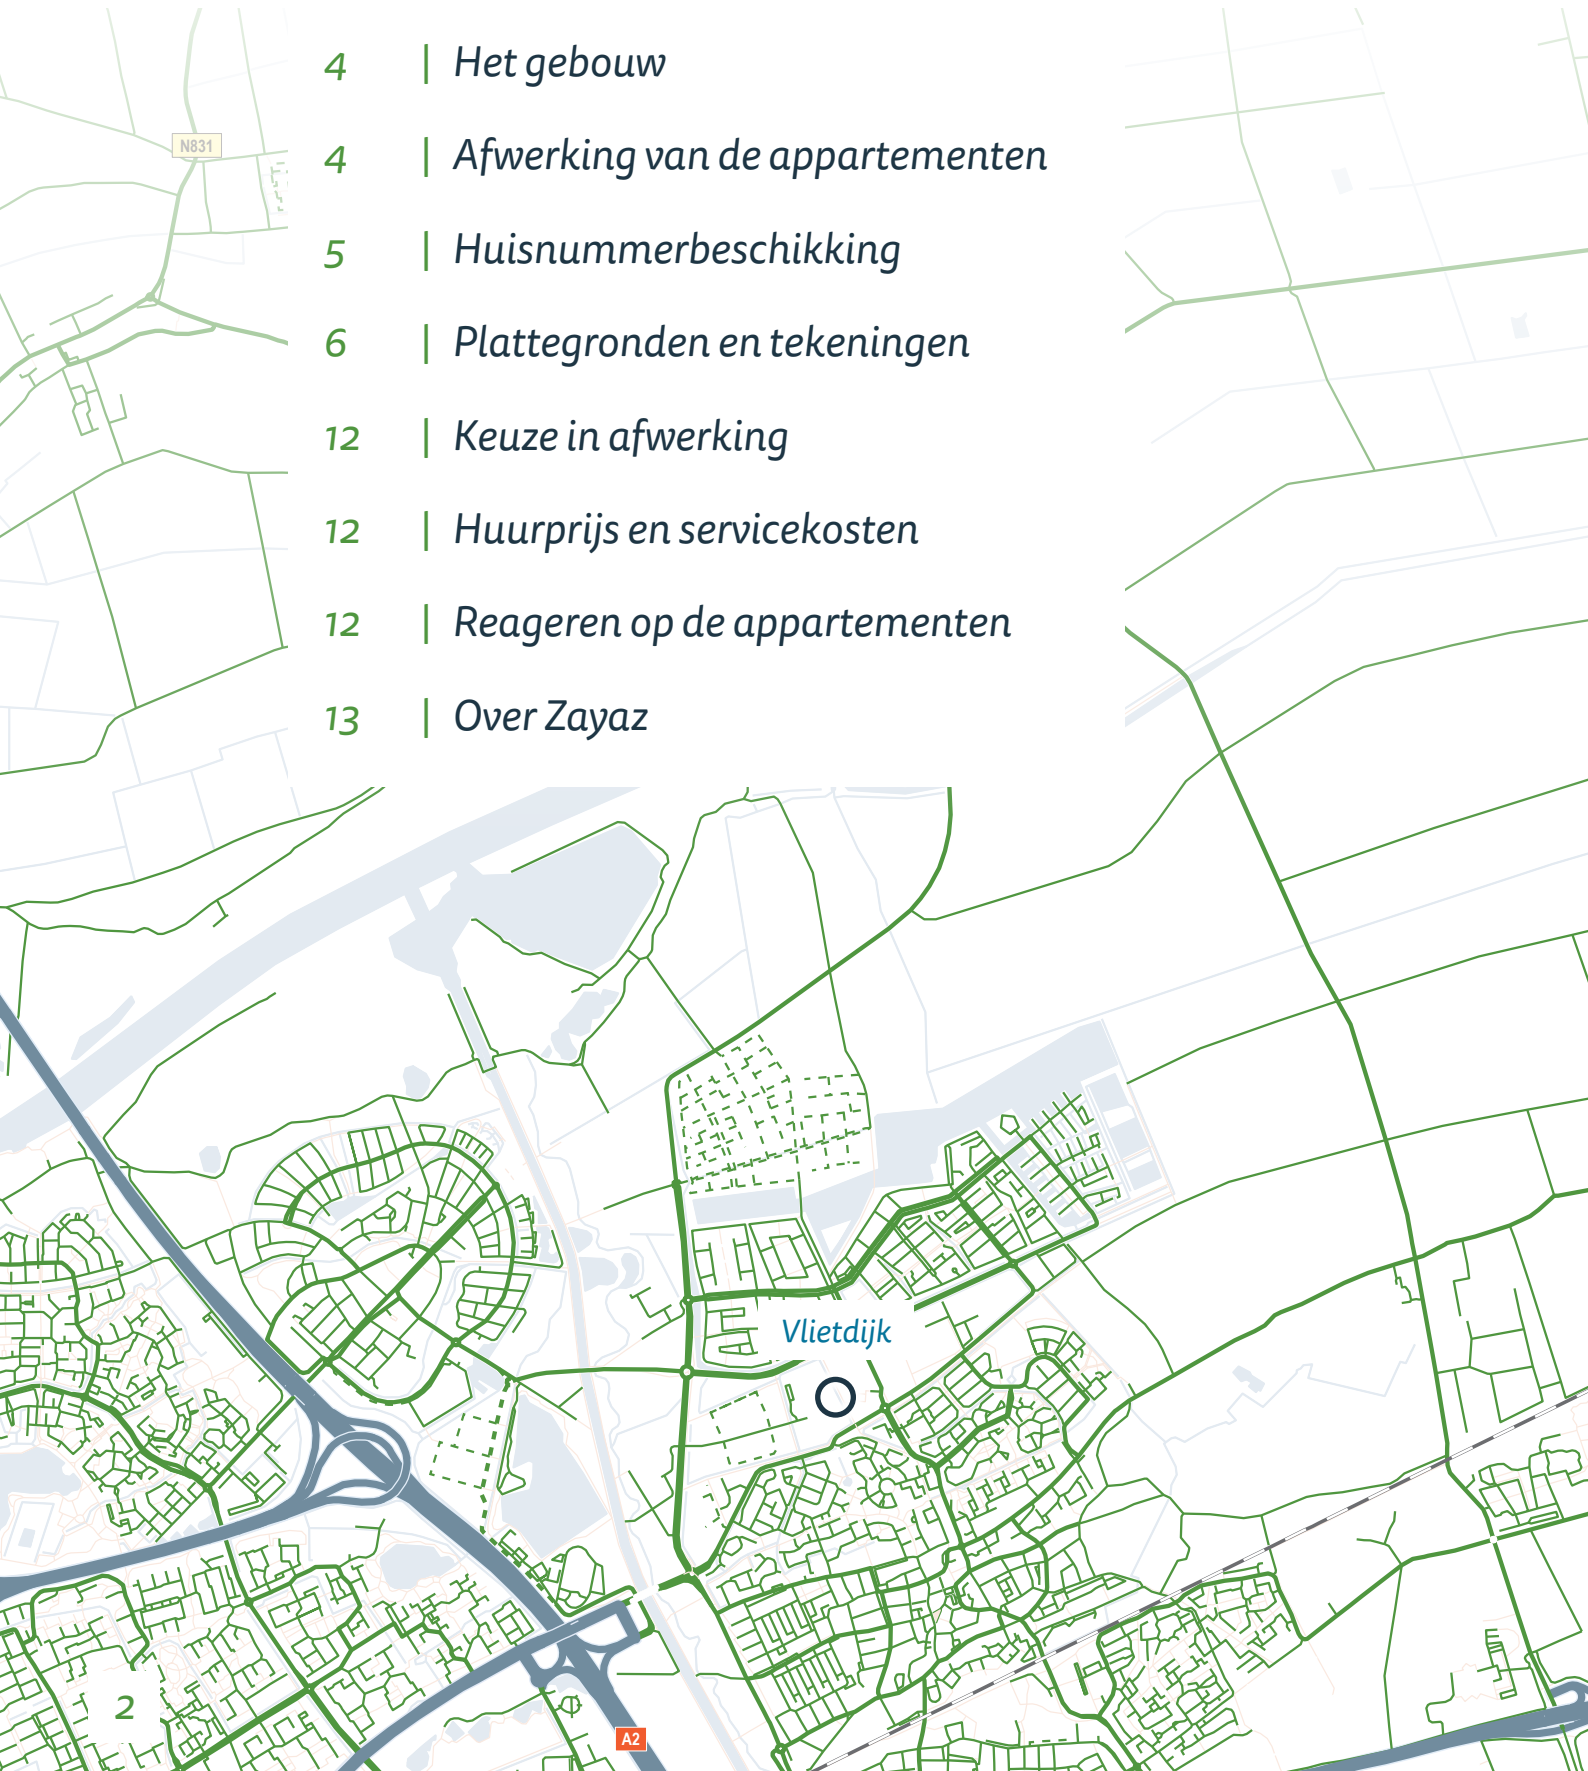 4 | Het gebouw
N831
4 | Afwerking van de appartementen
5 | Huisnummerbeschikking
6 | Plattegronden en tekeningen
12 | Keuze in afwerking
12 | Huurprijs en servicekosten
12 | Reageren op de appartementen
13 | Over Zayaz
Vlietdijk
2
A2